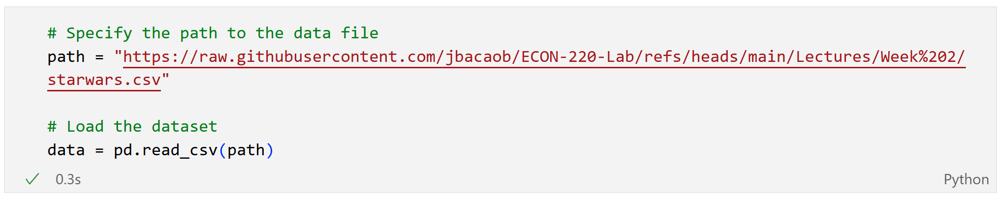 # Specify the path to the data file
path = "https://raw.githubusercontent.com/jbacaob/ECON-220-Lab/refs/heads/main/Lectures/Week%202/
starwars.csv"
# Load the dataset
data = pd.read_csv(path)
0.3s
Python